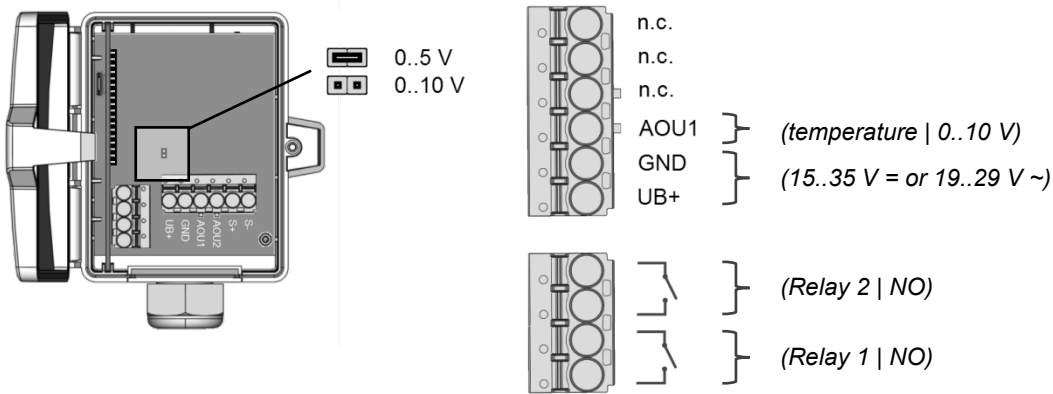 0..5 V
0..10 V
UB+
GND
AOU1
AOU2
S+
S-
n.c.
n.c.
n.c.
AOU1
(temperature | 0..10 V)
GND
UB+
(15..35 V = or 19..29 V ~)
(Relay 2 | NO)
(Relay 1 | NO)